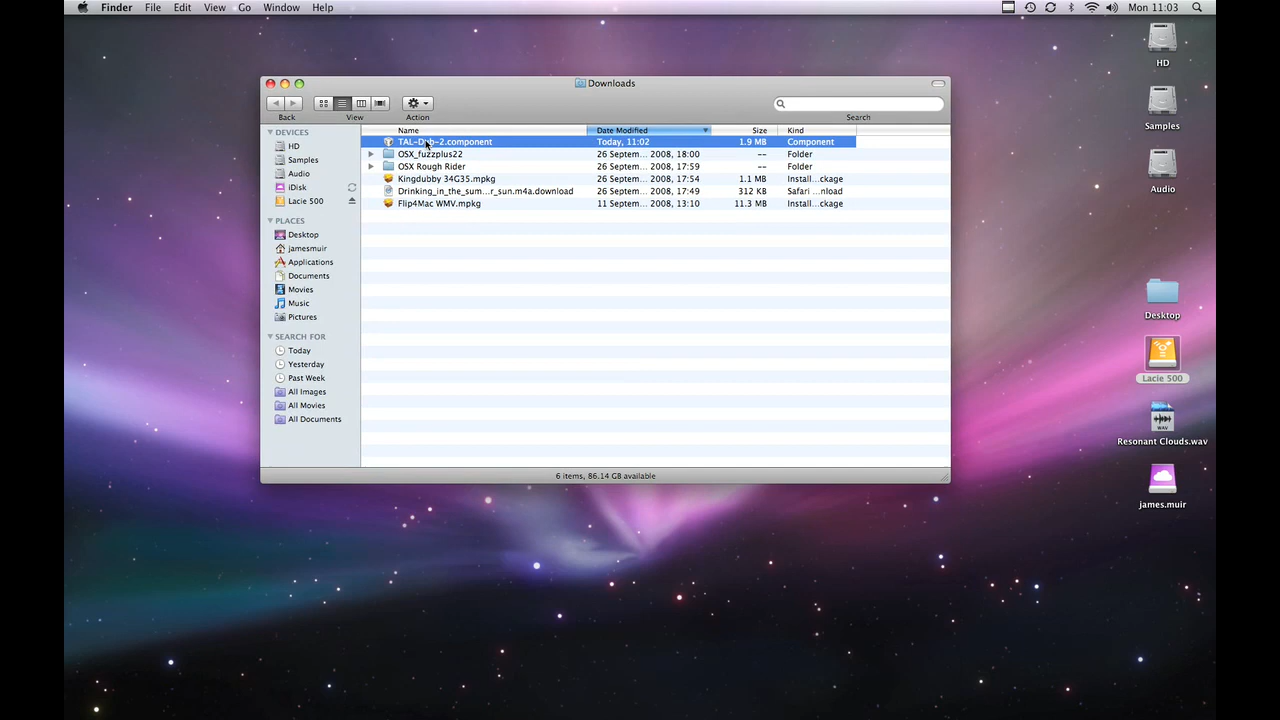 Finder File Edit View Go Window Help Mon 11:03
Downloads
Back View Action Search
Name Date Modified Size Kind
TAL-Dub-2.component Today, 11:02 1.9 MB Component
OSX_fuzzplus22 26 Septem... 2008, 18:00 -- Folder
OSX Rough Rider 26 Septem... 2008, 17:59 -- Folder
Kingdubby 34G35.mpkg 26 Septem... 2008, 17:54 1.1 MB Install...ckage
Drinking_in_the_sum...r_sun.m4a.download 26 Septem... 2008, 17:49 312 KB Safari ...nload
Flip4Mac WMV.mpkg 11 Septem... 2008, 13:10 11.3 MB Install...ckage
DEVICES
HD
Samples
Audio
iDisk
Lacie 500
PLACES
Desktop
jamesmuir
Applications
Documents
Movies
Music
Pictures
SEARCH FOR
Today
Yesterday
Past Week
All Images
All Movies
All Documents
6 items, 86.14 GB available
HD
Samples
Audio
Desktop
Lacie 500
WAV
Resonant Clouds.wav
james.muir